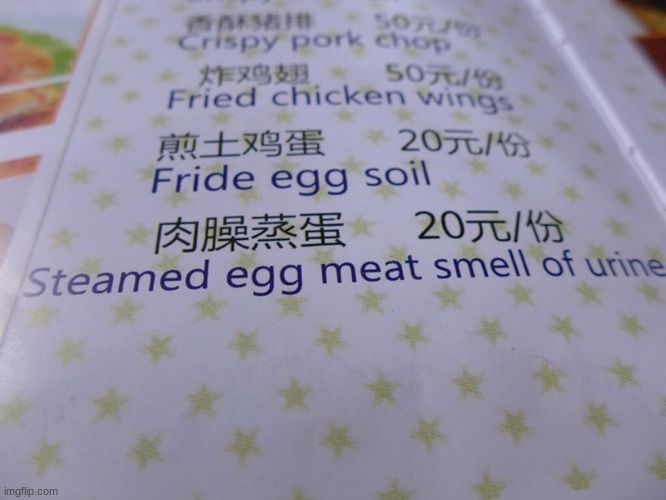 香酥猪排 50元/份
Crispy pork chop
炸鸡翅 50元/份
Fried chicken wings
煎土鸡蛋 20元/份
Fride egg soil
肉臊蒸蛋 20元/份
Steamed egg meat smell of urine
imgflip.com